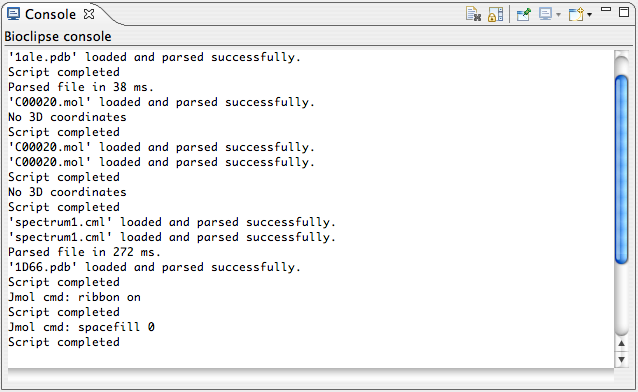 Console
Bioclipse console
'1ale.pdb' loaded and parsed successfully.
Script completed
Parsed file in 38 ms.
'C00020.mol' loaded and parsed successfully.
No 3D coordinates
Script completed
'C00020.mol' loaded and parsed successfully.
'C00020.mol' loaded and parsed successfully.
Script completed
No 3D coordinates
Script completed
'spectrum1.cml' loaded and parsed successfully.
'spectrum1.cml' loaded and parsed successfully.
Parsed file in 272 ms.
'1D66.pdb' loaded and parsed successfully.
Script completed
Jmol cmd: ribbon on
Script completed
Jmol cmd: spacefill 0
Script completed